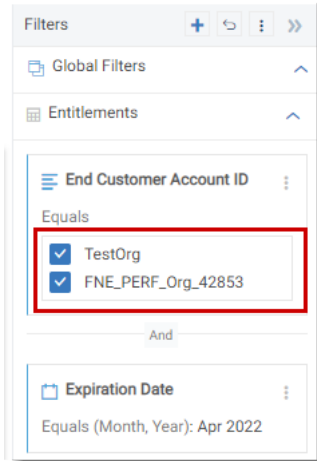 Filters
Global Filters
Entitlements
End Customer Account ID
Equals
TestOrg
FNE_PERF_Org_42853
And
Expiration Date
Equals (Month, Year): Apr 2022